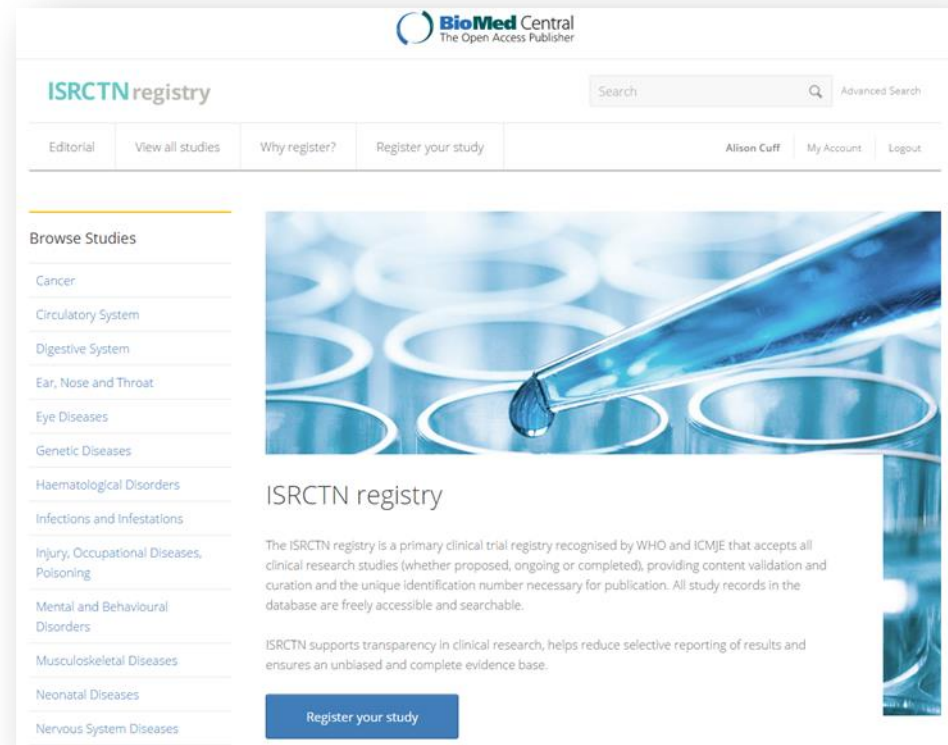 BioMed Central
The Open Access Publisher
ISRCTN registry
Search
Advanced Search
Editorial
View all studies
Why register?
Register your study
Alison Cuff
My Account
Logout
Browse Studies
Cancer
Circulatory System
Digestive System
Ear, Nose and Throat
Eye Diseases
Genetic Diseases
Haematological Disorders
Infections and Infestations
Injury, Occupational Diseases,
Poisoning
Mental and Behavioural
Disorders
Musculoskeletal Diseases
Neonatal Diseases
Nervous System Diseases
ISRCTN registry
The ISRCTN registry is a primary clinical trial registry recognised by WHO and ICMJE that accepts all
clinical research studies (whether proposed, ongoing or completed), providing content validation and
curation and the unique identification number necessary for publication. All study records in the
database are freely accessible and searchable.
ISRCTN supports transparency in clinical research, helps reduce selective reporting of results and
ensures an unbiased and complete evidence base.
Register your study